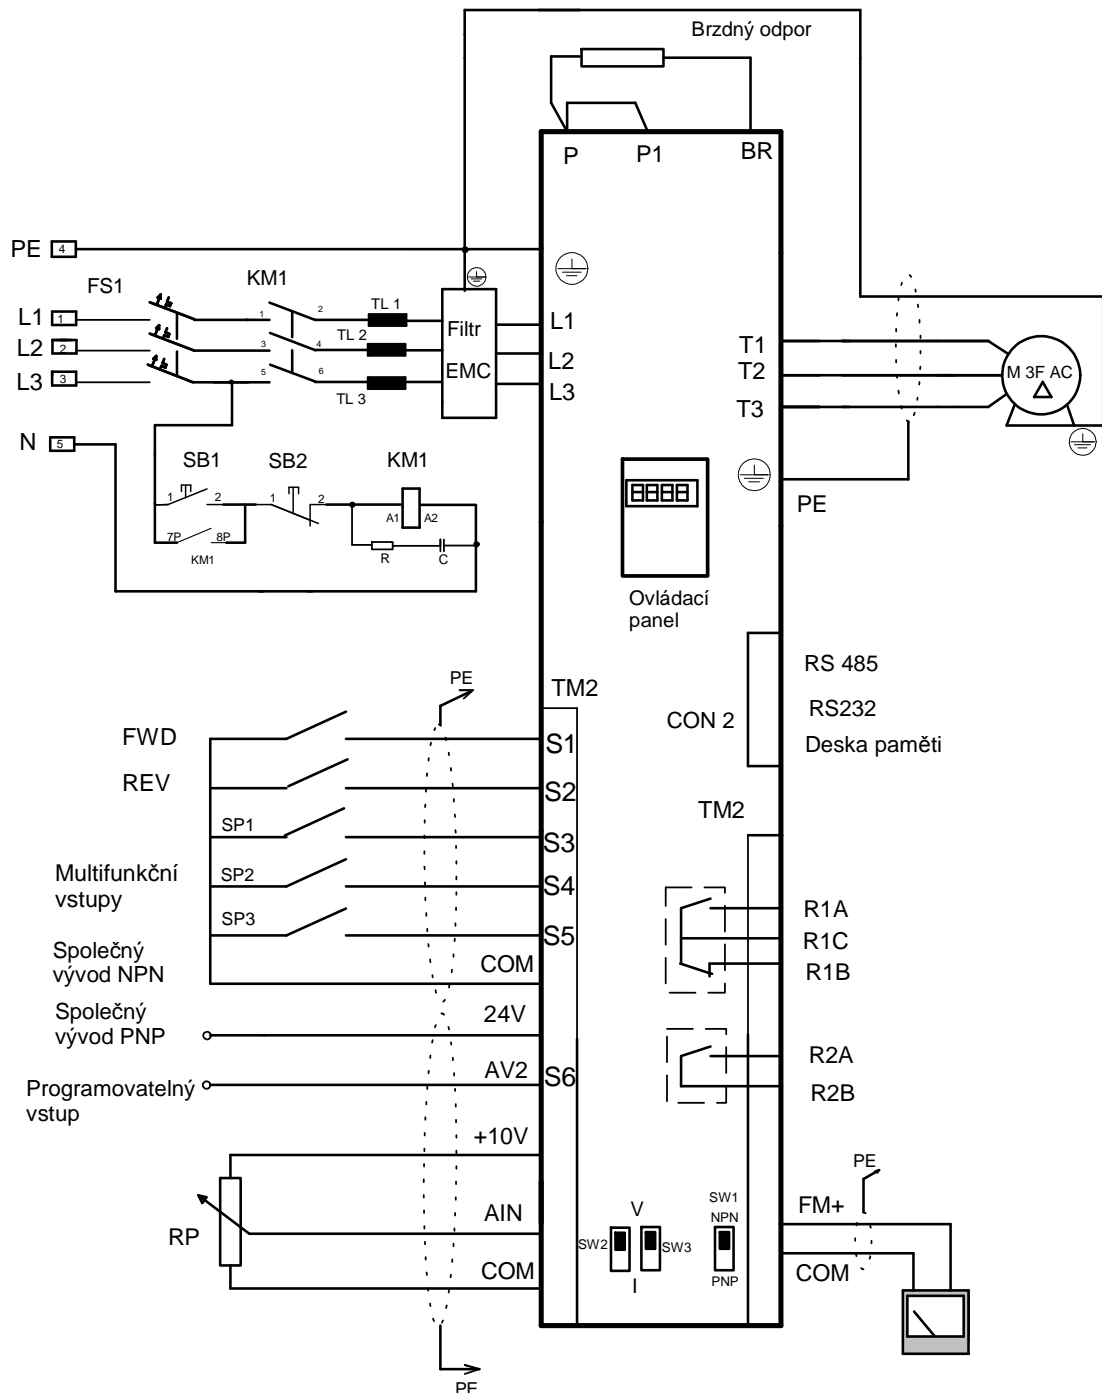 Brzdný odpor
P P1 BR
PE 4
FS1 KM1
L1 1
L2 2
L3 3
1 2
3 4
5 6
TL 1
TL 2
TL 3
Filtr
EMC
L1
L2
L3
T1
T2
T3
M 3F AC
PE
N 5
SB1 SB2 KM1
1 2 1 2 A1 A2
7P 8P
KM1
R C
Ovládací
panel
RS 485
RS232
Deska paměti
CON 2
PE
TM2
FWD S1
REV S2
SP1 S3
SP2 S4
SP3 S5
Multifunkční
vstupy
Společný
vývod NPN
COM
Společný
vývod PNP
24V
Programovatelný
vstup
AV2 S6
+10V
RP AIN
COM
PE
TM2
R1A
R1C
R1B
R2A
R2B
V
I
SW2
SW3
SW1
NPN
PNP
PE
FM+
COM